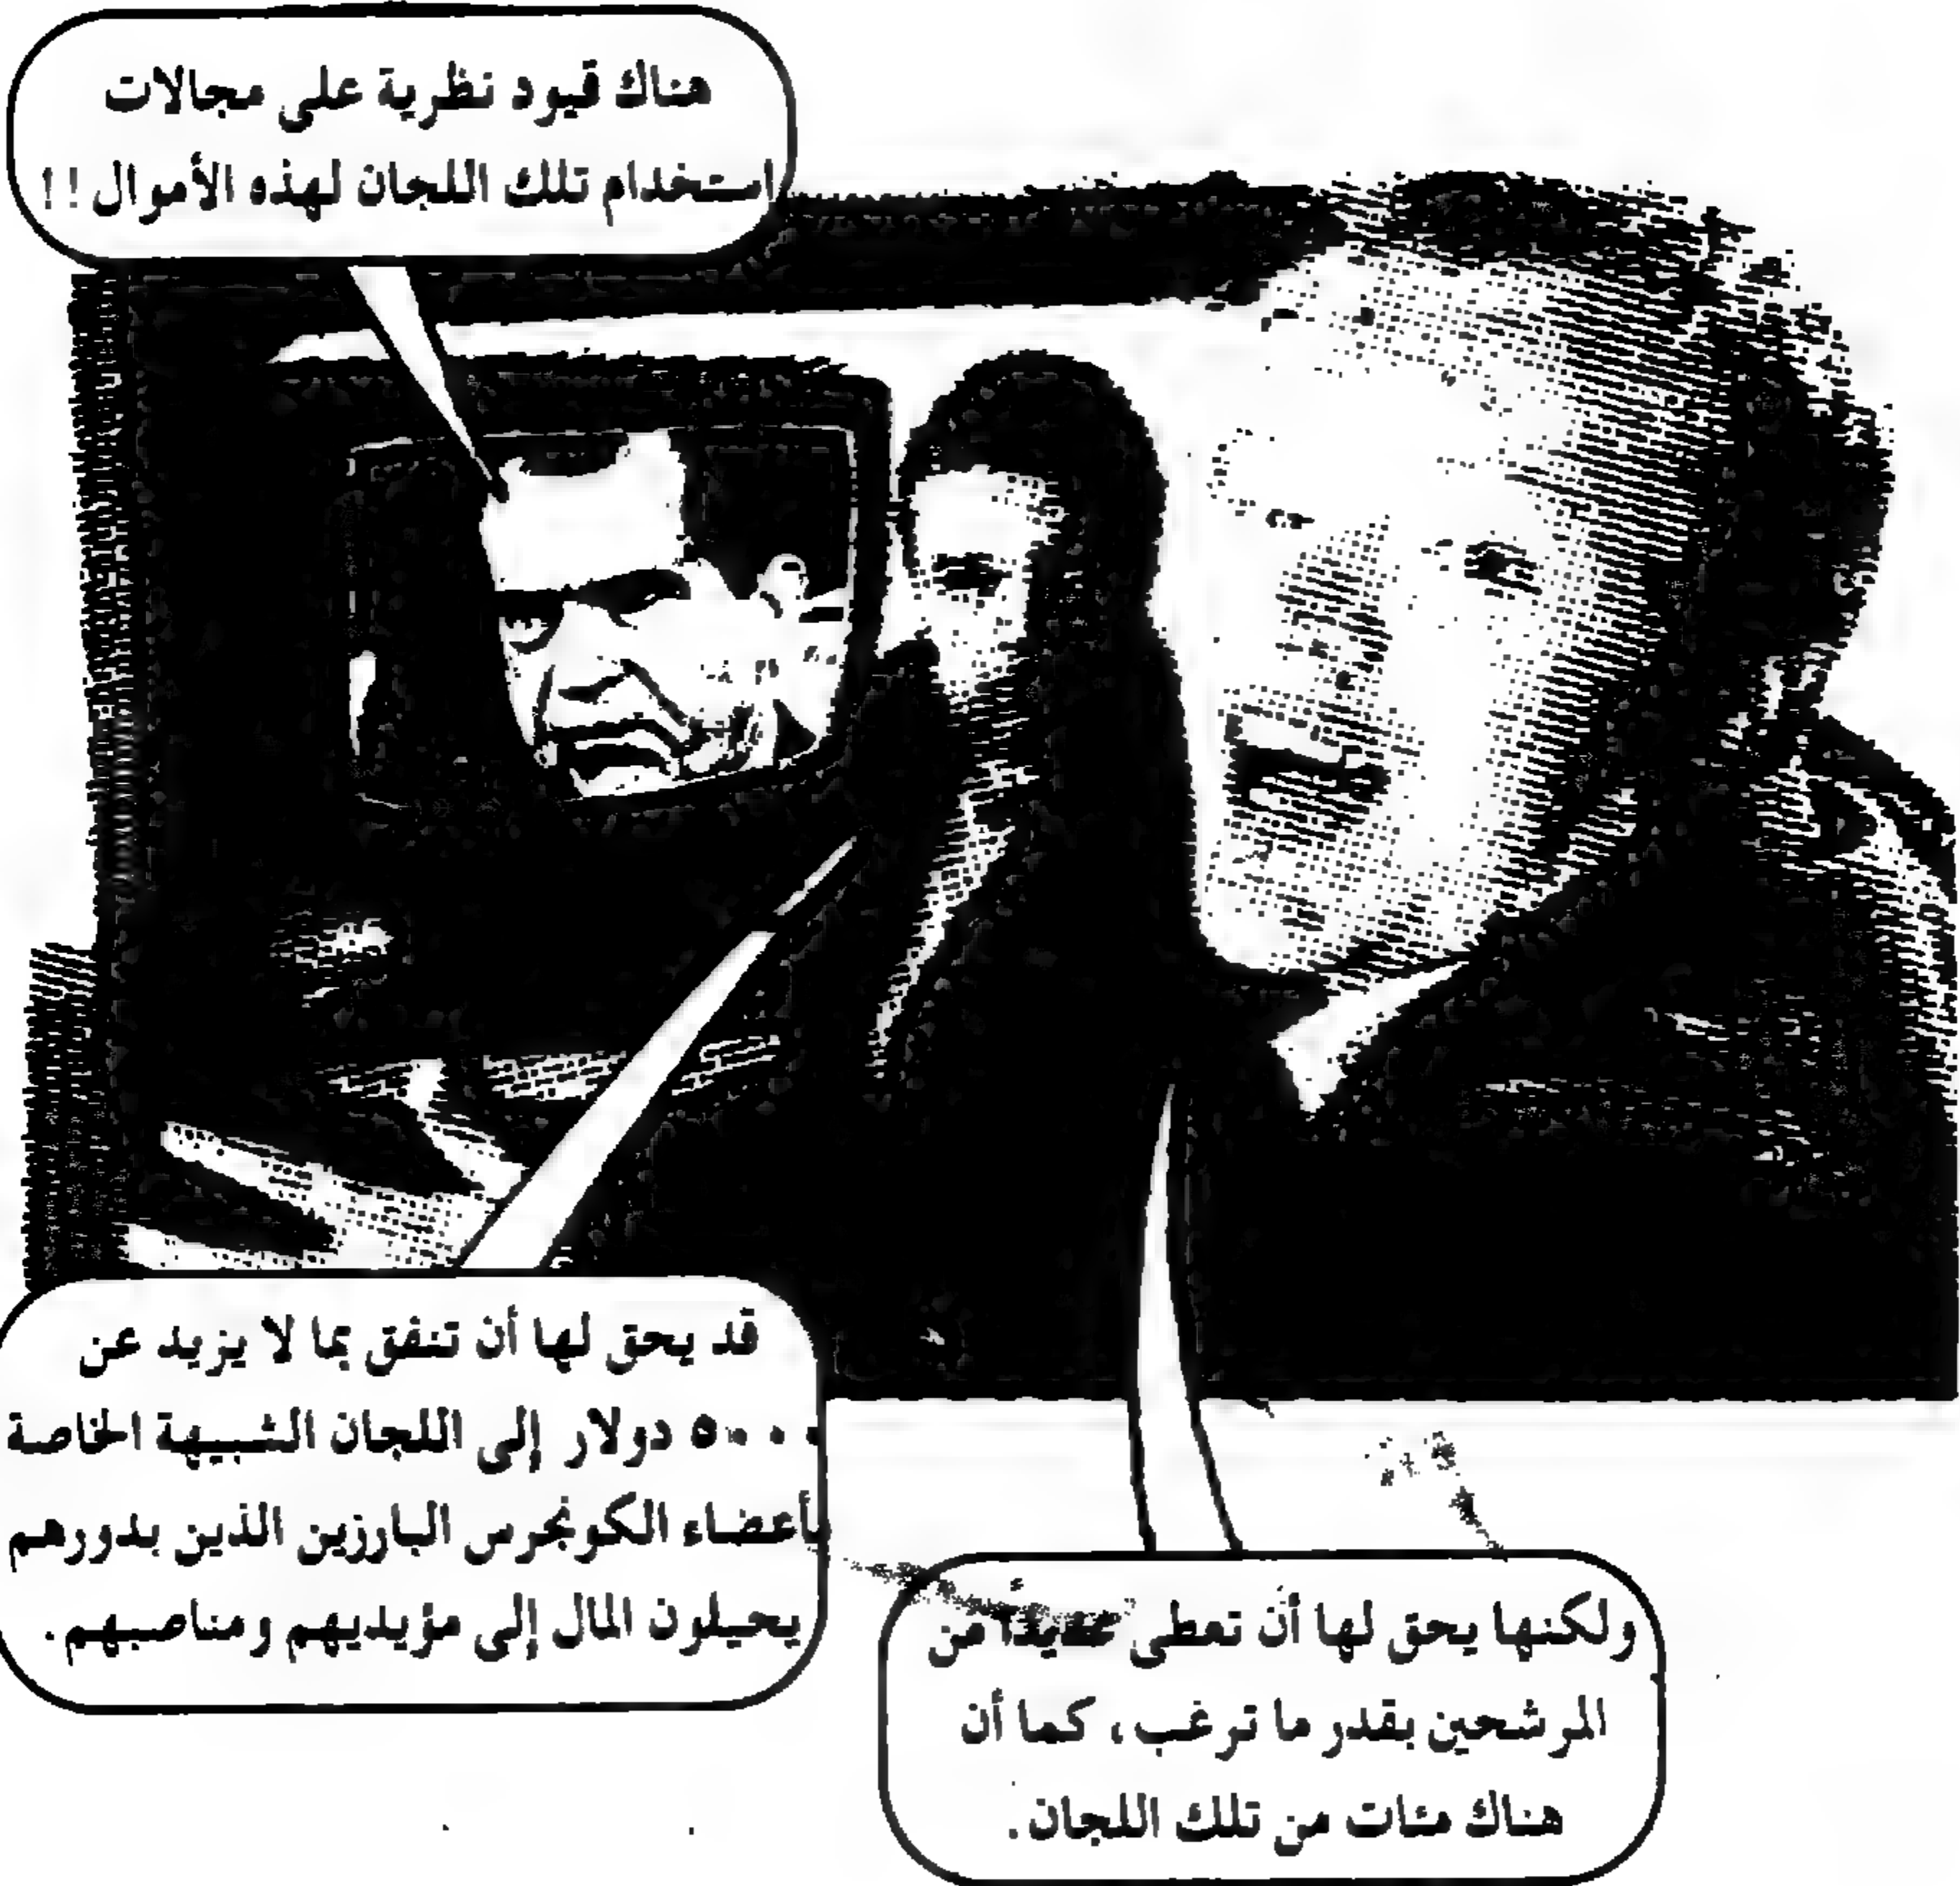 هناك قيود نظرية على مجالات
استخدام تلك اللجان لهذه الأموال!!
قد يحق لها أن تنفق بما لا يزيد عن
٥٠٠٠ دولار إلى اللجان الشبيهة الخاصة
بأعضاء الكونجرس البارزين الذين بدورهم
يحيلون المال إلى مؤيديهم ومناصبهم.
ولكنها يحق لها أن تعطى من
المرشحين بقدر ما ترغب، كما أن
هناك مئات من تلك اللجان.